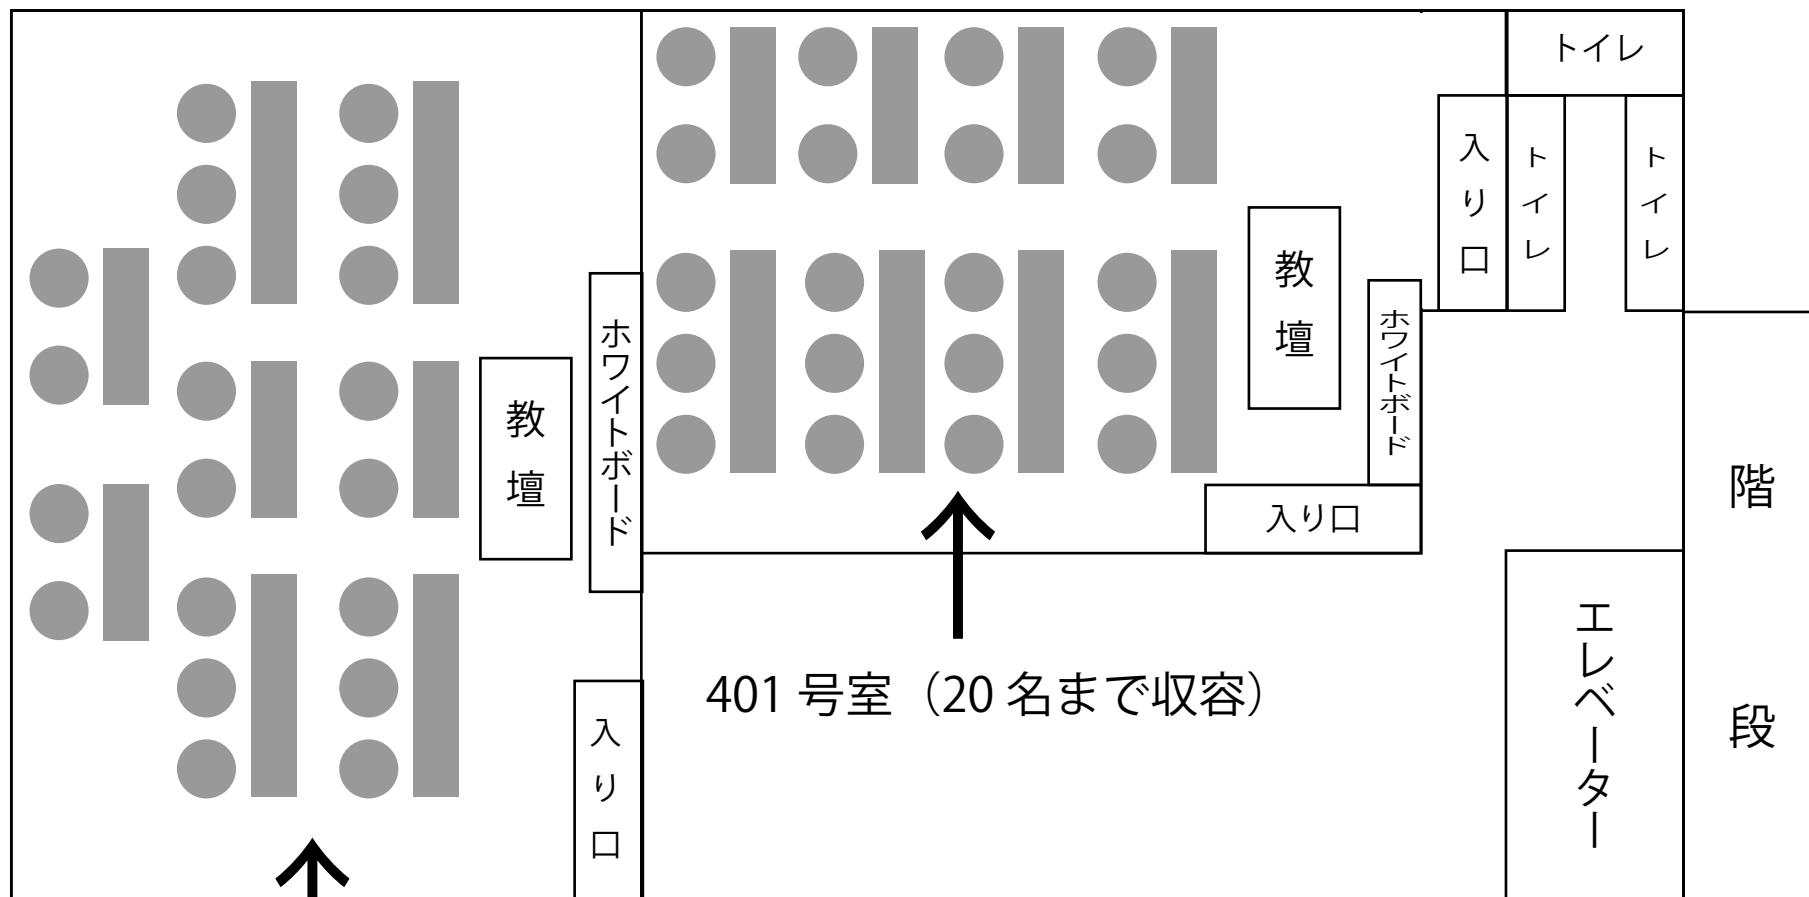 トイレ
入り口
トイレ
トイレ
教壇
ホワイトボード
教壇
ホワイトボード
入り口
401 号室（20 名まで収容）
入り口
エレベーター
階段